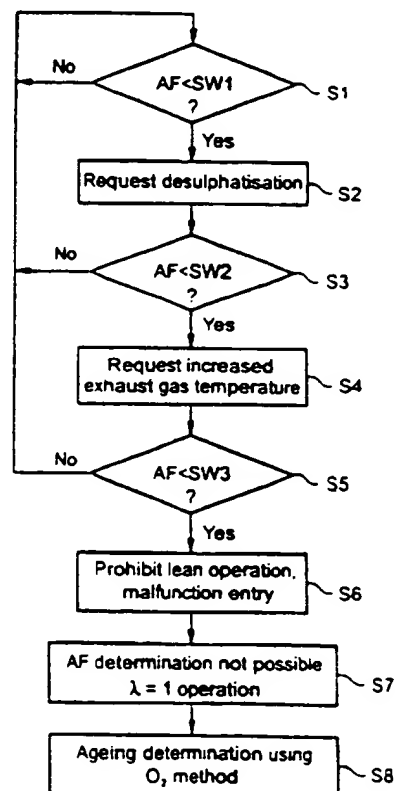 AF<SW1
?
No
S1
Yes
Request desulphatisation
S2
AF<SW2
?
No
S3
Yes
Request increased
exhaust gas temperature
S4
AF<SW3
?
No
S5
Yes
Prohibit lean operation,
malfunction entry
S6
AF determination not possible
λ = 1 operation
S7
Ageing determination using
O₂ method
S8